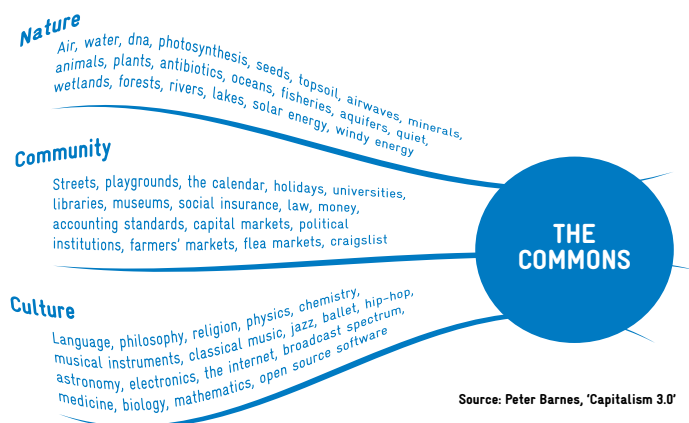 Nature
Air, water, dna, photosynthesis, seeds, topsoil, airwaves, minerals,
animals, plants, antibiotics, oceans, fisheries, aquifers, quiet,
wetlands, forests, rivers, lakes, solar energy, windy energy
Community
Streets, playgrounds, the calendar, holidays, universities,
libraries, museums, social insurance, law, money,
accounting standards, capital markets, political
institutions, farmers’ markets, flea markets, craigslist
THE
COMMONS
Culture
Language, philosophy, religion, physics, chemistry,
musical instruments, classical music, jazz, ballet, hip-hop,
astronomy, electronics, the internet, broadcast spectrum,
medicine, biology, mathematics, open source software
Source: Peter Barnes, ‘Capitalism 3.0’